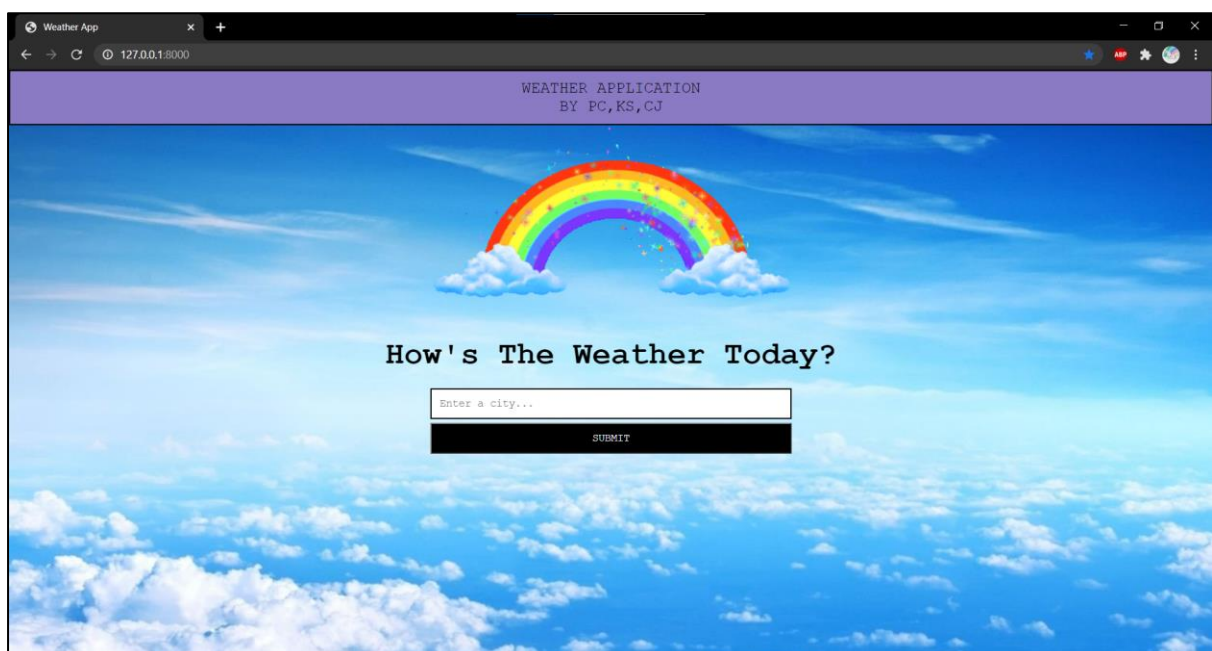 Weather App
127.0.0.1:8000
ABP
WEATHER APPLICATION
BY PC,KS,CJ
How's The Weather Today?
Enter a city...
SUBMIT